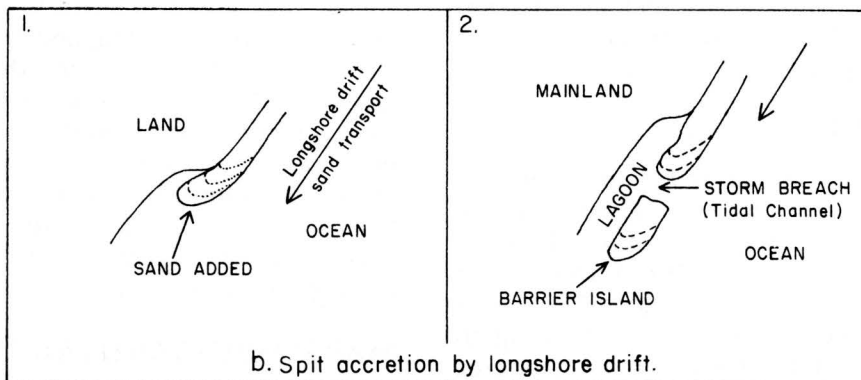 1.
LAND
Longshore drift
sand transport
OCEAN
SAND ADDED
2.
MAINLAND
LAGOON
STORM BREACH
(Tidal Channel)
OCEAN
BARRIER ISLAND
b. Spit accretion by longshore drift.